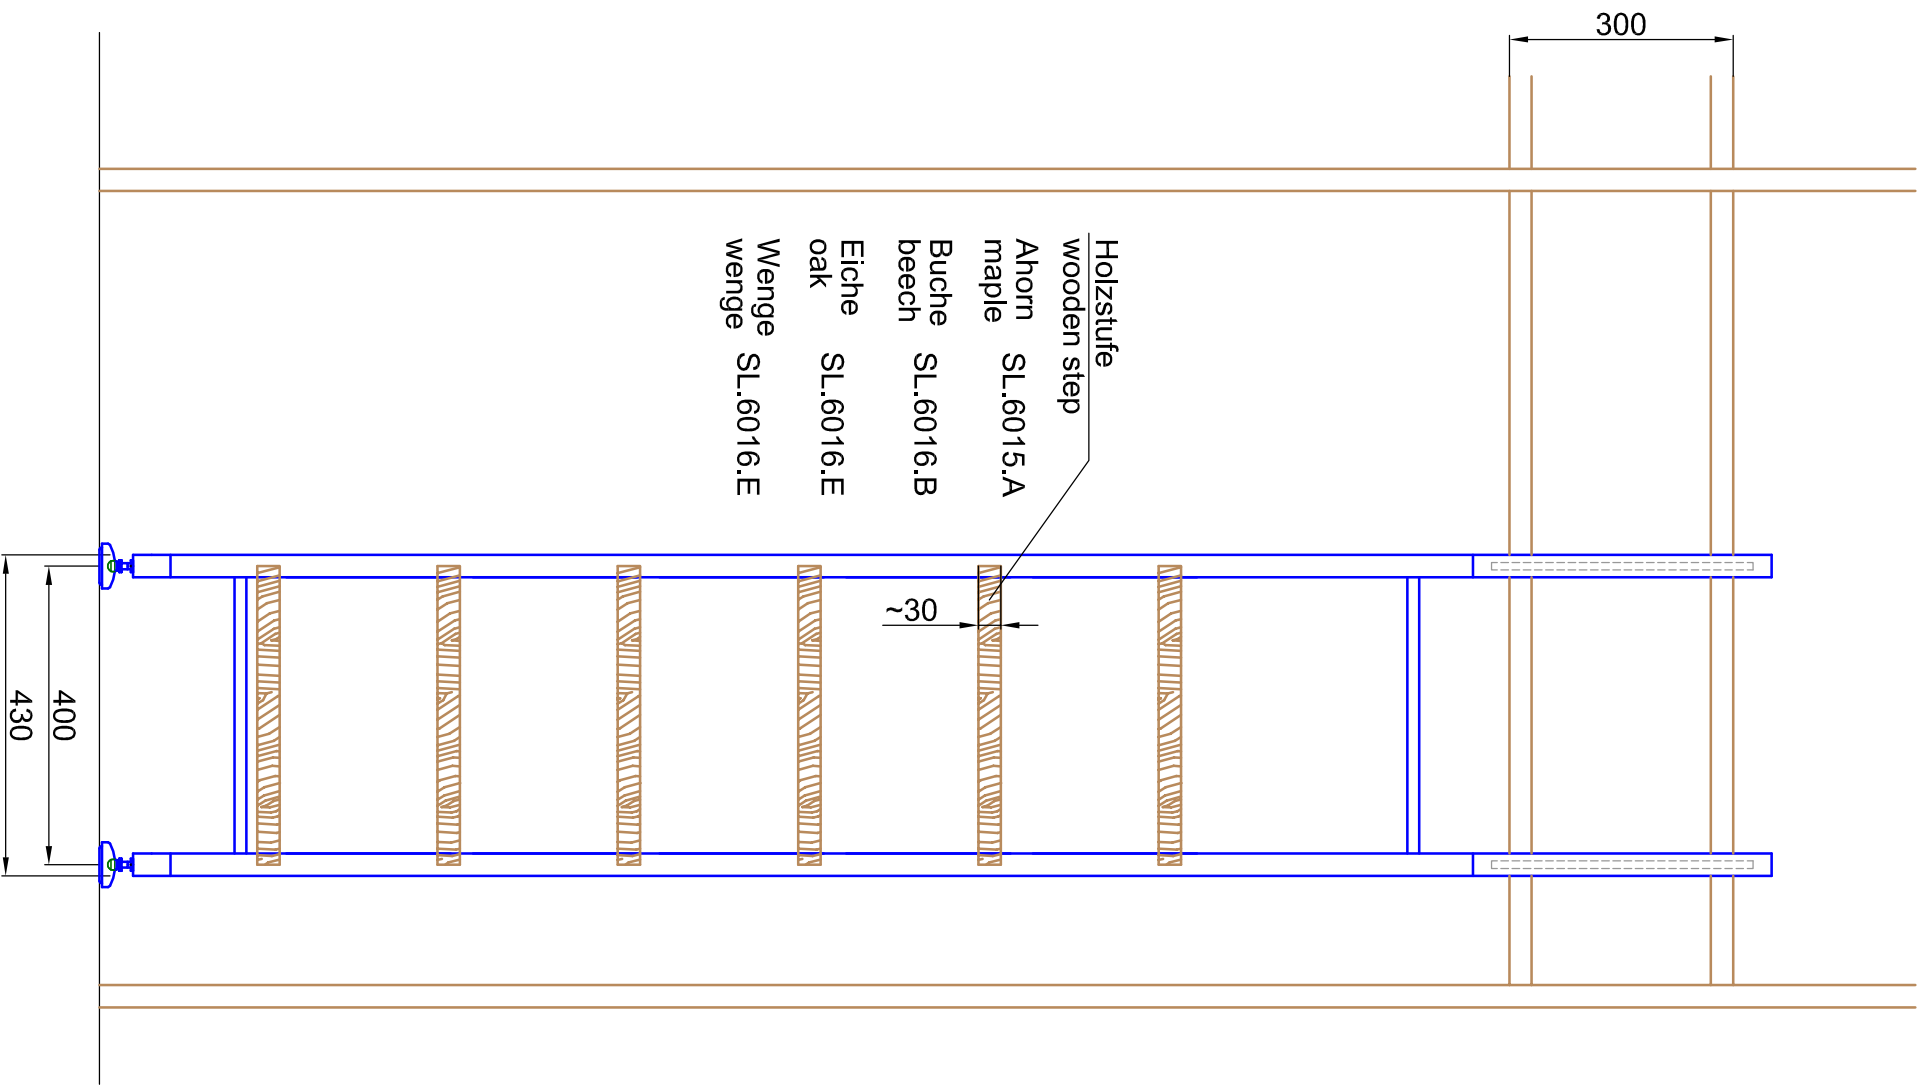 300
Holzstufe
wooden step
Ahorn
maple
SL.6015.A
Buche
beech
SL.6016.B
Eiche
oak
SL.6016.E
Wenge
wenge
SL.6016.E
~30
400
430